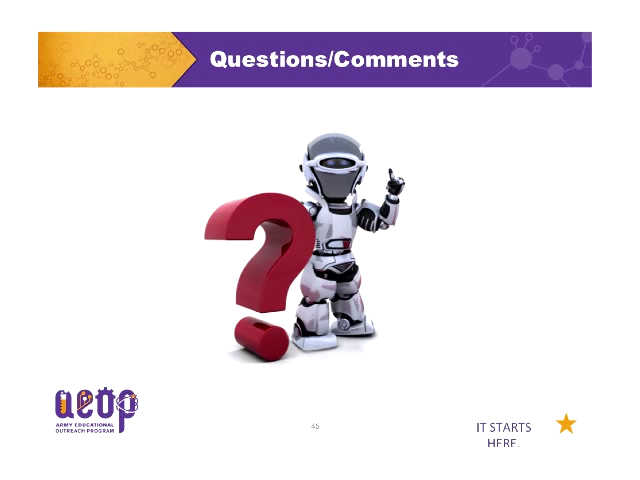 Questions/Comments
aeop
ARMY EDUCATIONAL
OUTREACH PROGRAM
46
IT STARTS
HERE.